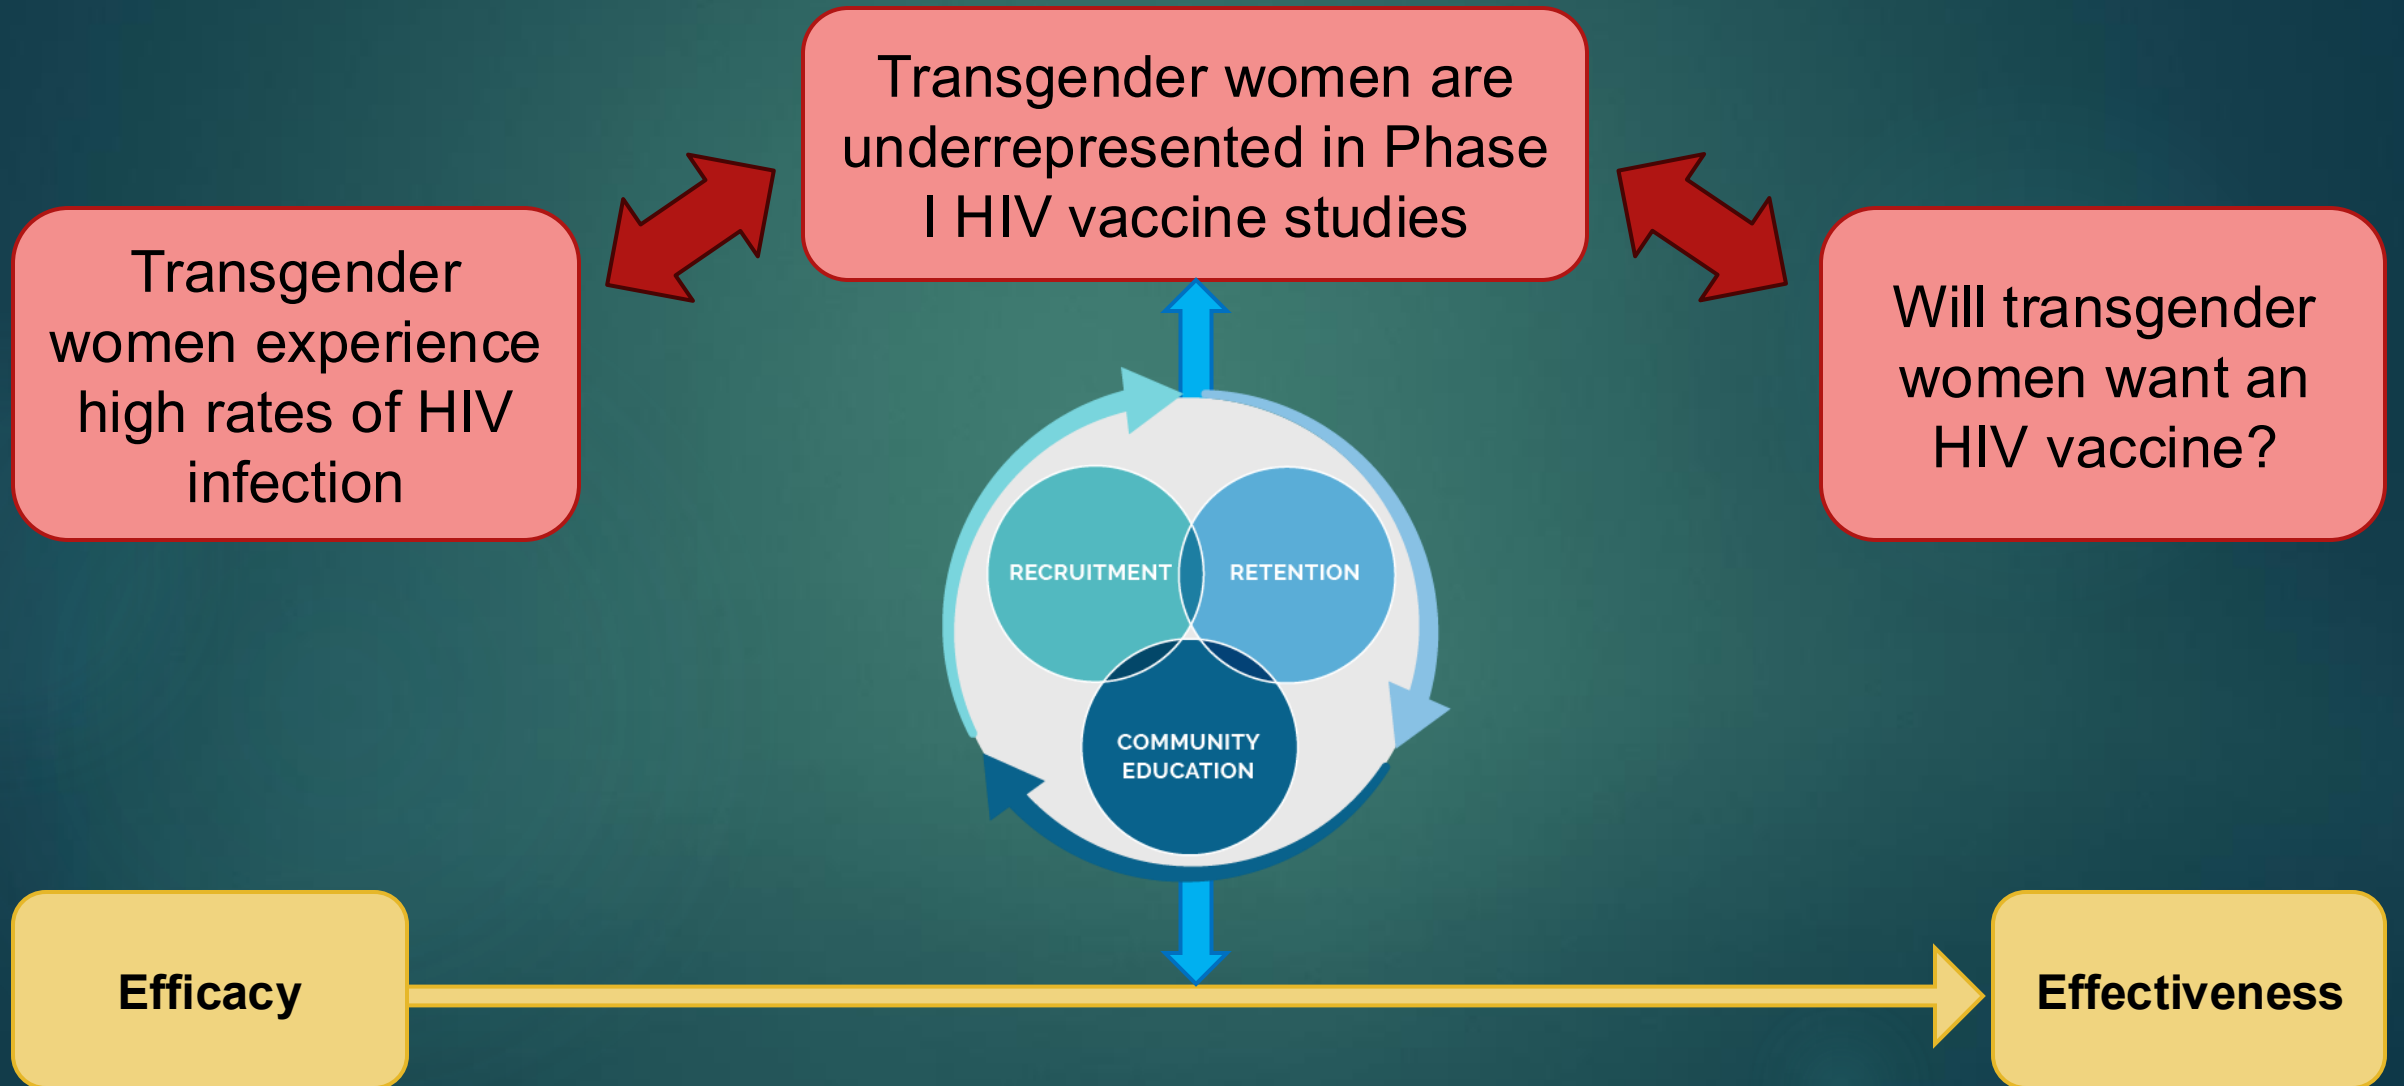 Transgender women are
underrepresented in Phase
I HIV vaccine studies
Transgender
women experience
high rates of HIV
infection
Will transgender
women want an
HIV vaccine?
RECRUITMENT
RETENTION
COMMUNITY
EDUCATION
Efficacy
Effectiveness